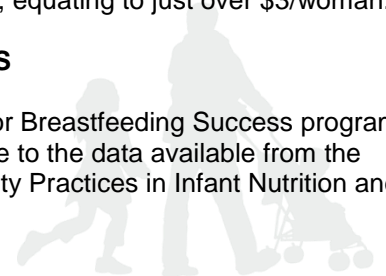 equating to just over $3/woman.
S
or Breastfeeding Success program
e to the data available from the
ty Practices in Infant Nutrition and